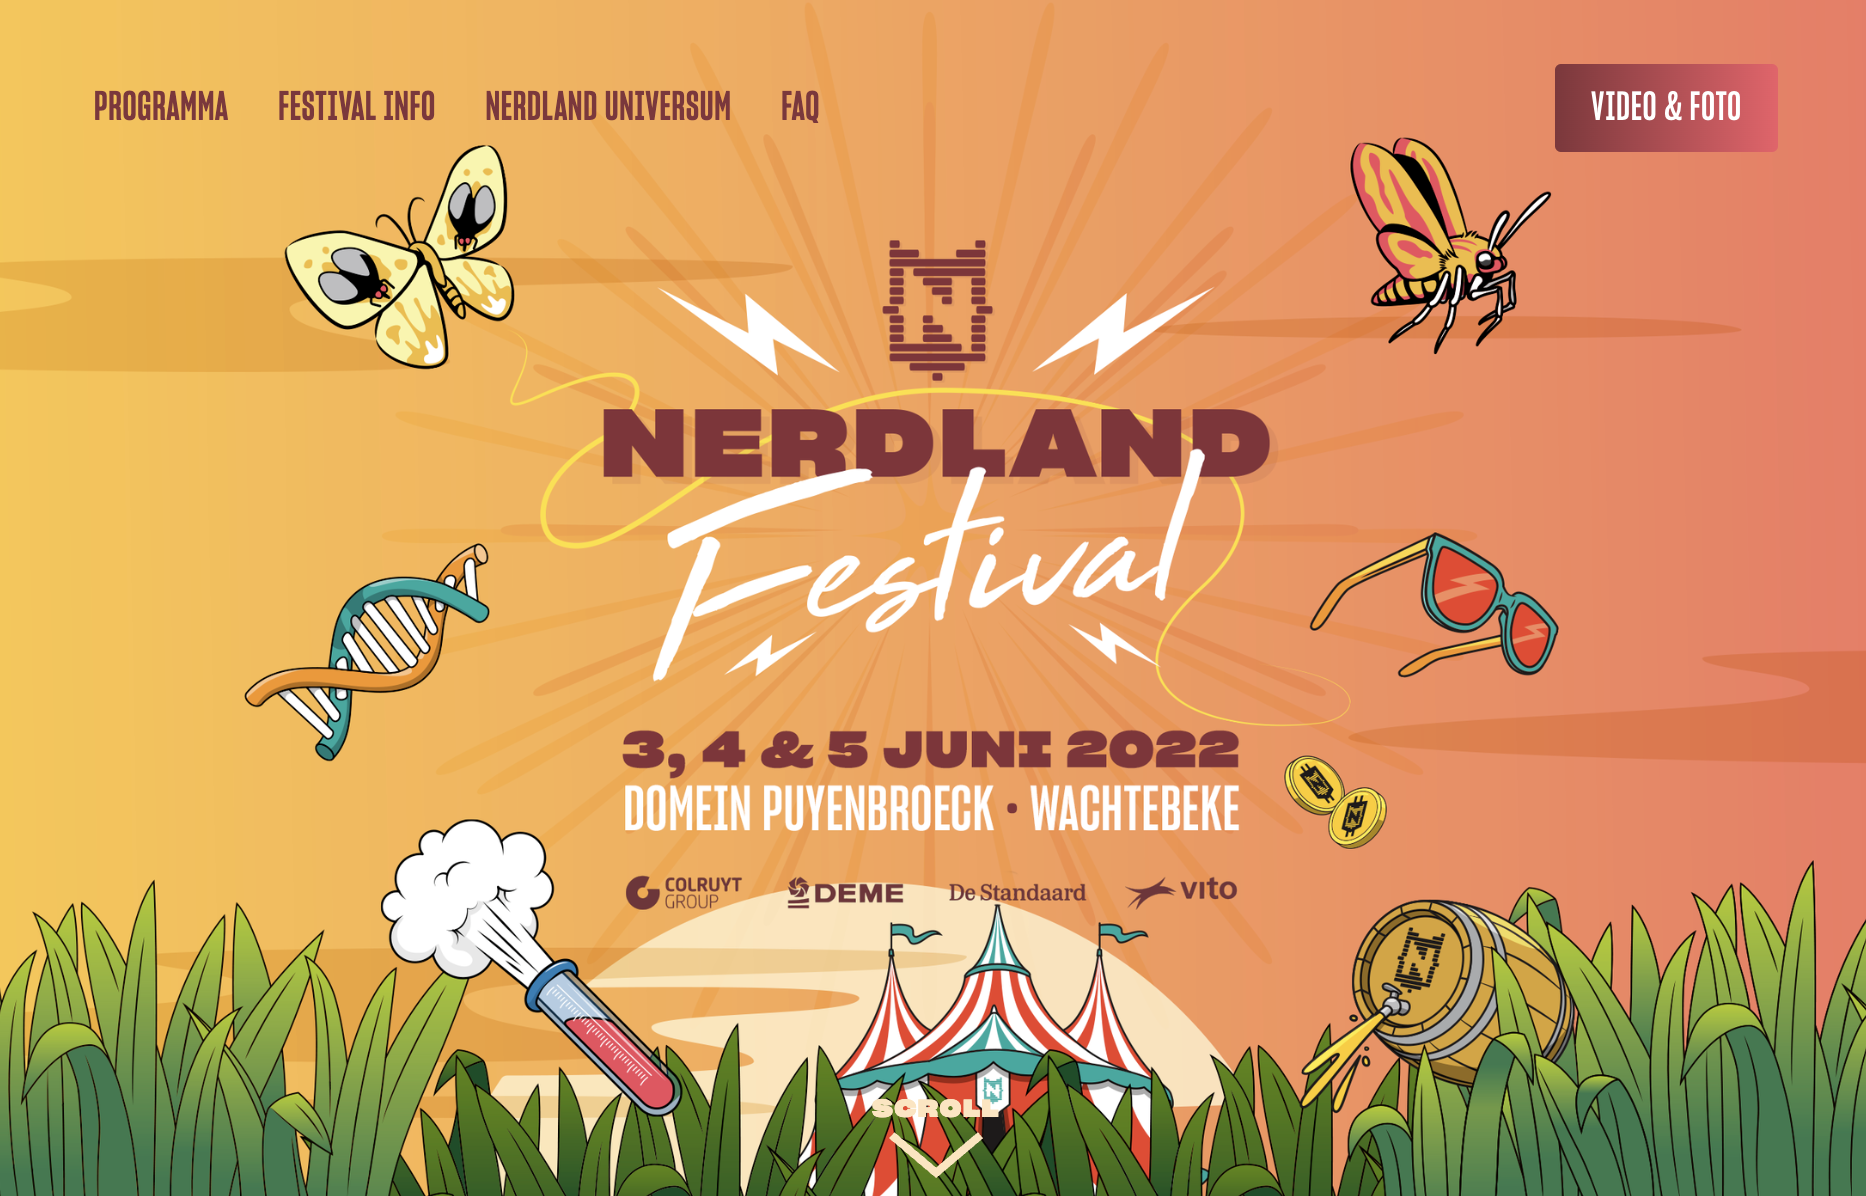 PROGRAMMA FESTIVAL INFO NERDLAND UNIVERSUM FAQ VIDEO & FOTO
N
NERDLAND
Festival
3, 4 & 5 JUNI 2022
DOMEIN PUYENBROECK • WACHTEBEKE
COLRUYT GROUP DEME De Standaard vito
N
N
N
N
N
SCROLL